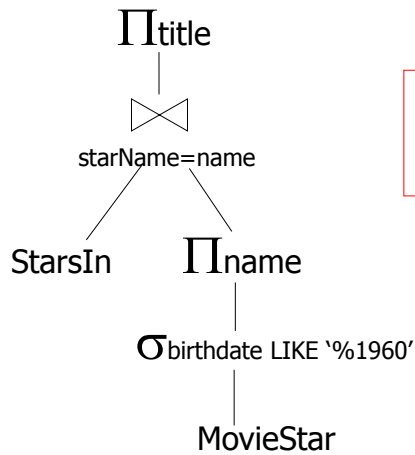 Πtitle
starName=name
StarsIn Πname
σbirthdate LIKE ‘%1960’
MovieStar